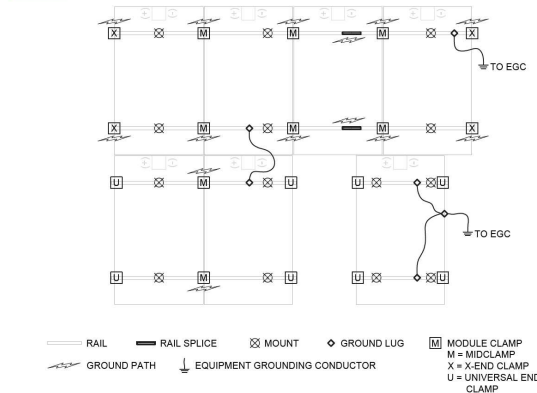 X M M M X
TO EGC
X M M M X
U M U U
TO EGC
U M U U
RAIL RAIL SPLICE MOUNT GROUND LUG M MODULE CLAMP
M = MIDCLAMP
GROUND PATH EQUIPMENT GROUNDING CONDUCTOR X = X-END CLAMP
U = UNIVERSAL END
CLAMP